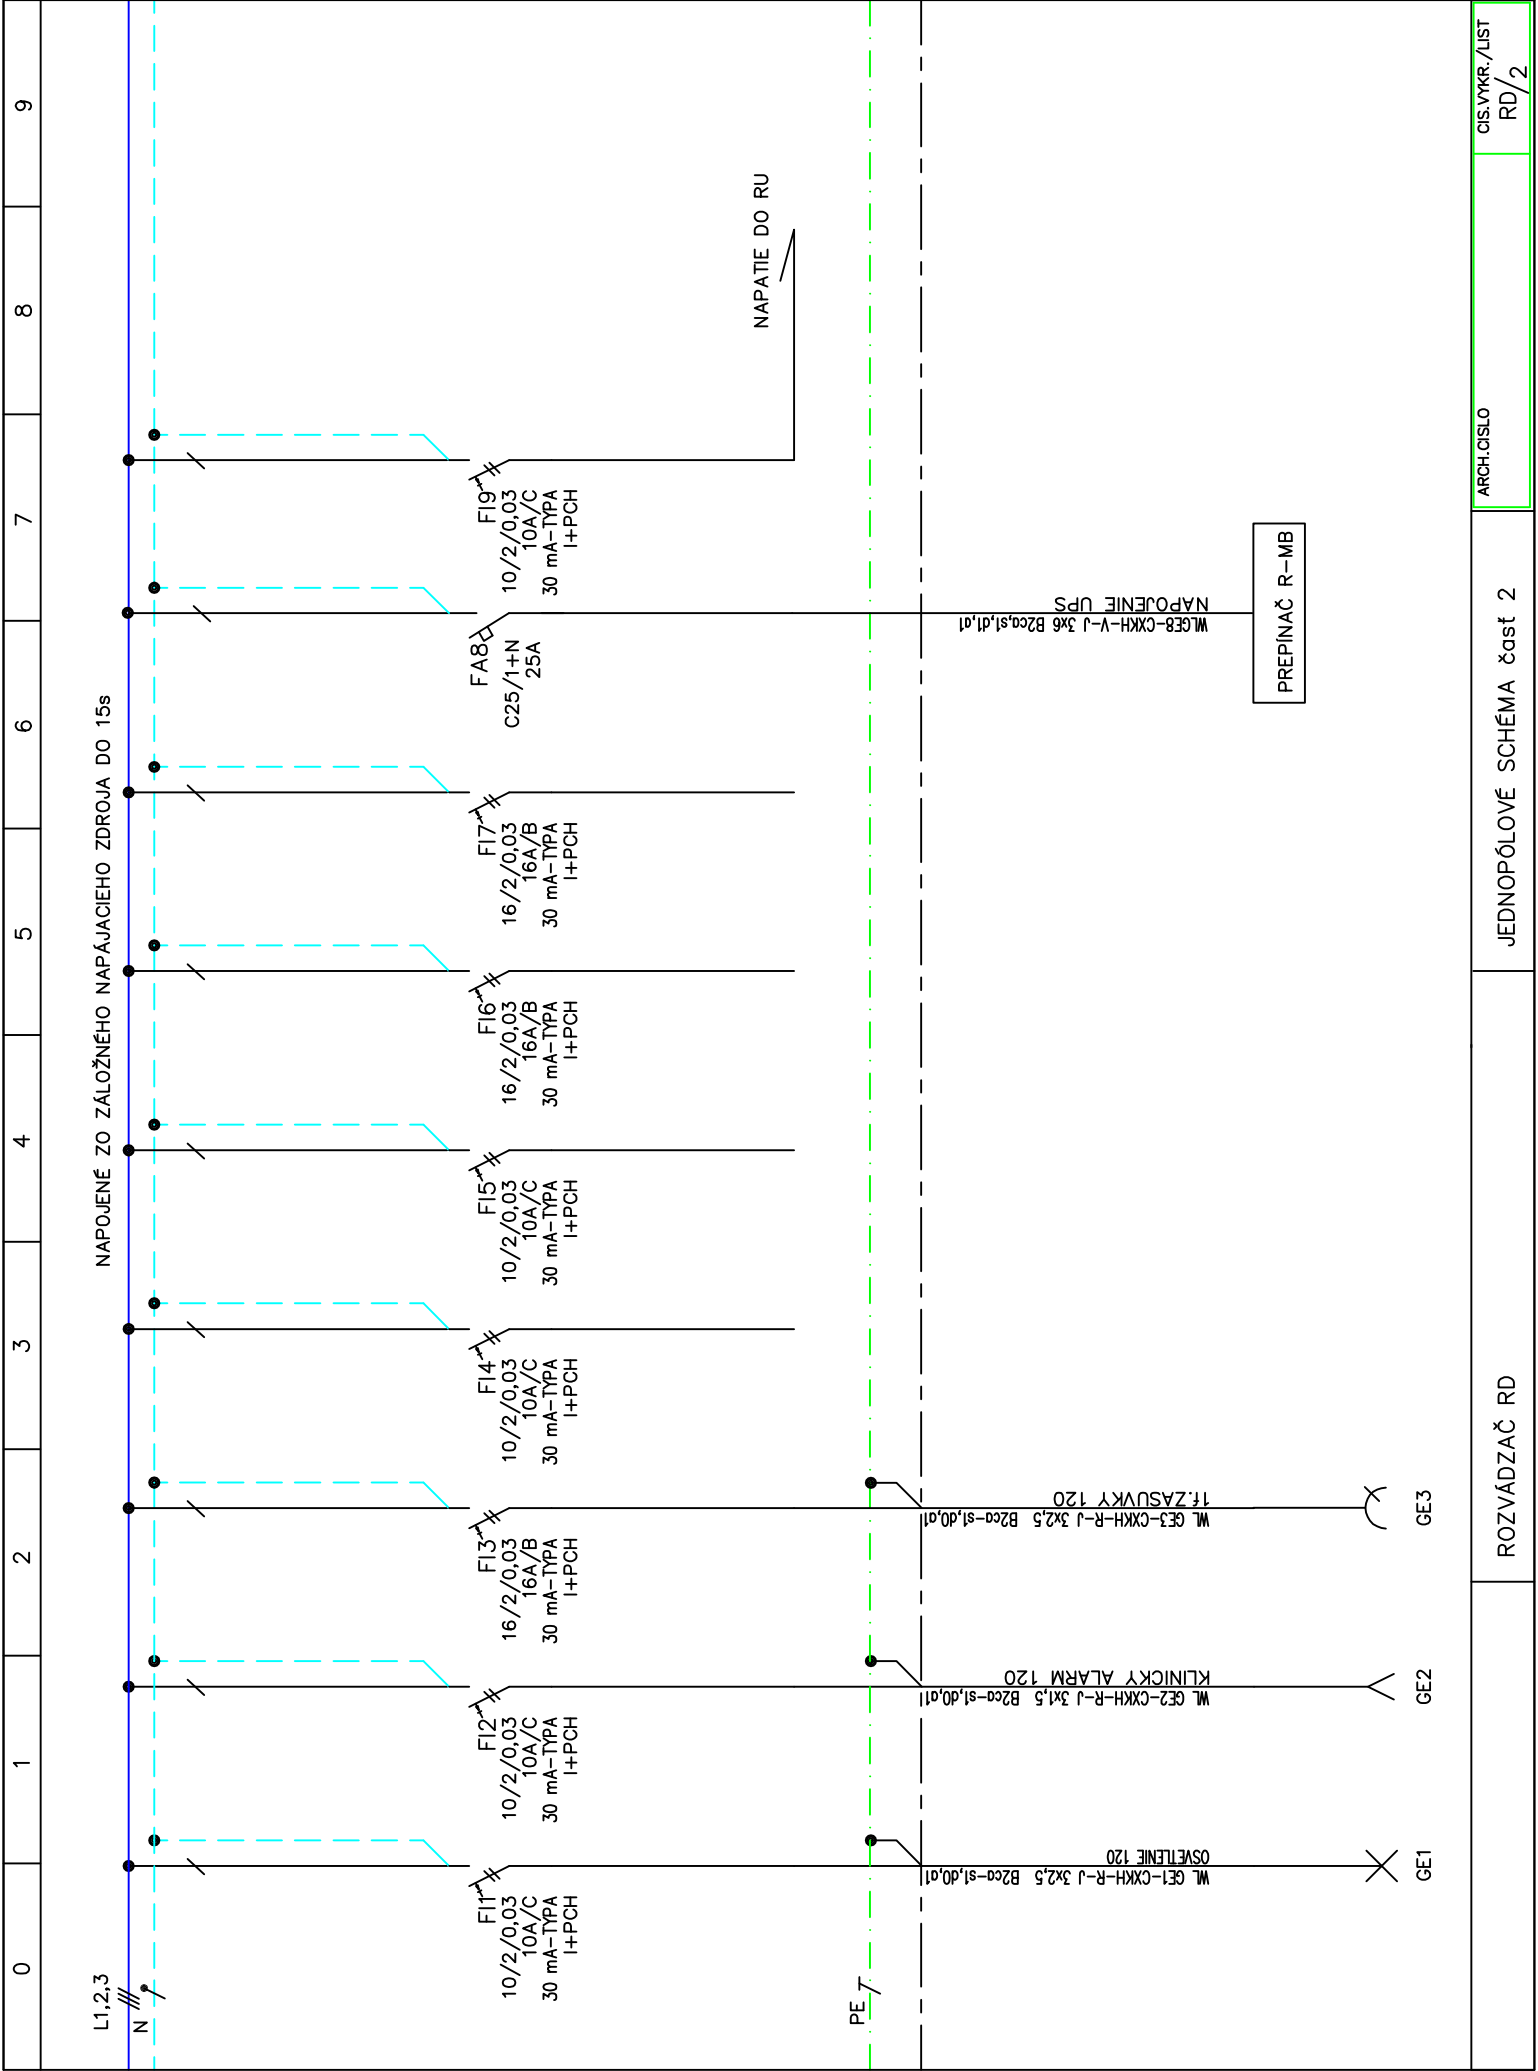 0 1 2 3 4 5 6 7 8 9
NAPOJENÉ ZO ZÁLOŽNÉHO NAPÁJACIEHO ZDROJA DO 15s
L1,2,3
N
FI1
10/2/0,03
10A/C
30 mA-TYPA
I+PCH
FI2
10/2/0,03
10A/C
30 mA-TYPA
I+PCH
FI3
16/2/0,03
16A/B
30 mA-TYPA
I+PCH
FI4
10/2/0,03
10A/C
30 mA-TYPA
I+PCH
FI5
10/2/0,03
10A/C
30 mA-TYPA
I+PCH
FI6
16/2/0,03
16A/B
30 mA-TYPA
I+PCH
FI7
16/2/0,03
16A/B
30 mA-TYPA
I+PCH
FA8
C25/1+N
25A
FI9
10/2/0,03
10A/C
30 mA-TYPA
I+PCH
NAPATIE DO RU
PE
WL GE1-CXKH-R-J 3x2,5 B2ca-s1,d0,a1
OSVETLENIE 120
WL GE2-CXKH-R-J 3x1,5 B2ca-s1,d0,a1
KLINICKY ALARM 120
WL GE3-CXKH-R-J 3x2,5 B2ca-s1,d0,a1
1f.ZASUVKY 120
WLGE8-CXKH-V-J 3x6 B2ca,s1,d1,a1
NAPOJENIE UPS
PREPÍNAČ R-MB
GE1
GE2
GE3
ROZVÁDZAČ RD
JEDNOPÓLOVÉ SCHÉMA časť 2
ARCH.CISLO
CIS.VYKR./LIST
RD/2